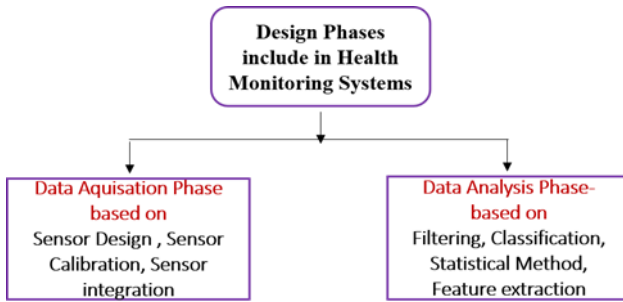 Design Phases
include in Health
Monitoring Systems
Data Aquisation Phase
based on
Sensor Design , Sensor
Calibration, Sensor
integration
Data Analysis Phase-
based on
Filtering, Classification,
Statistical Method,
Feature extraction